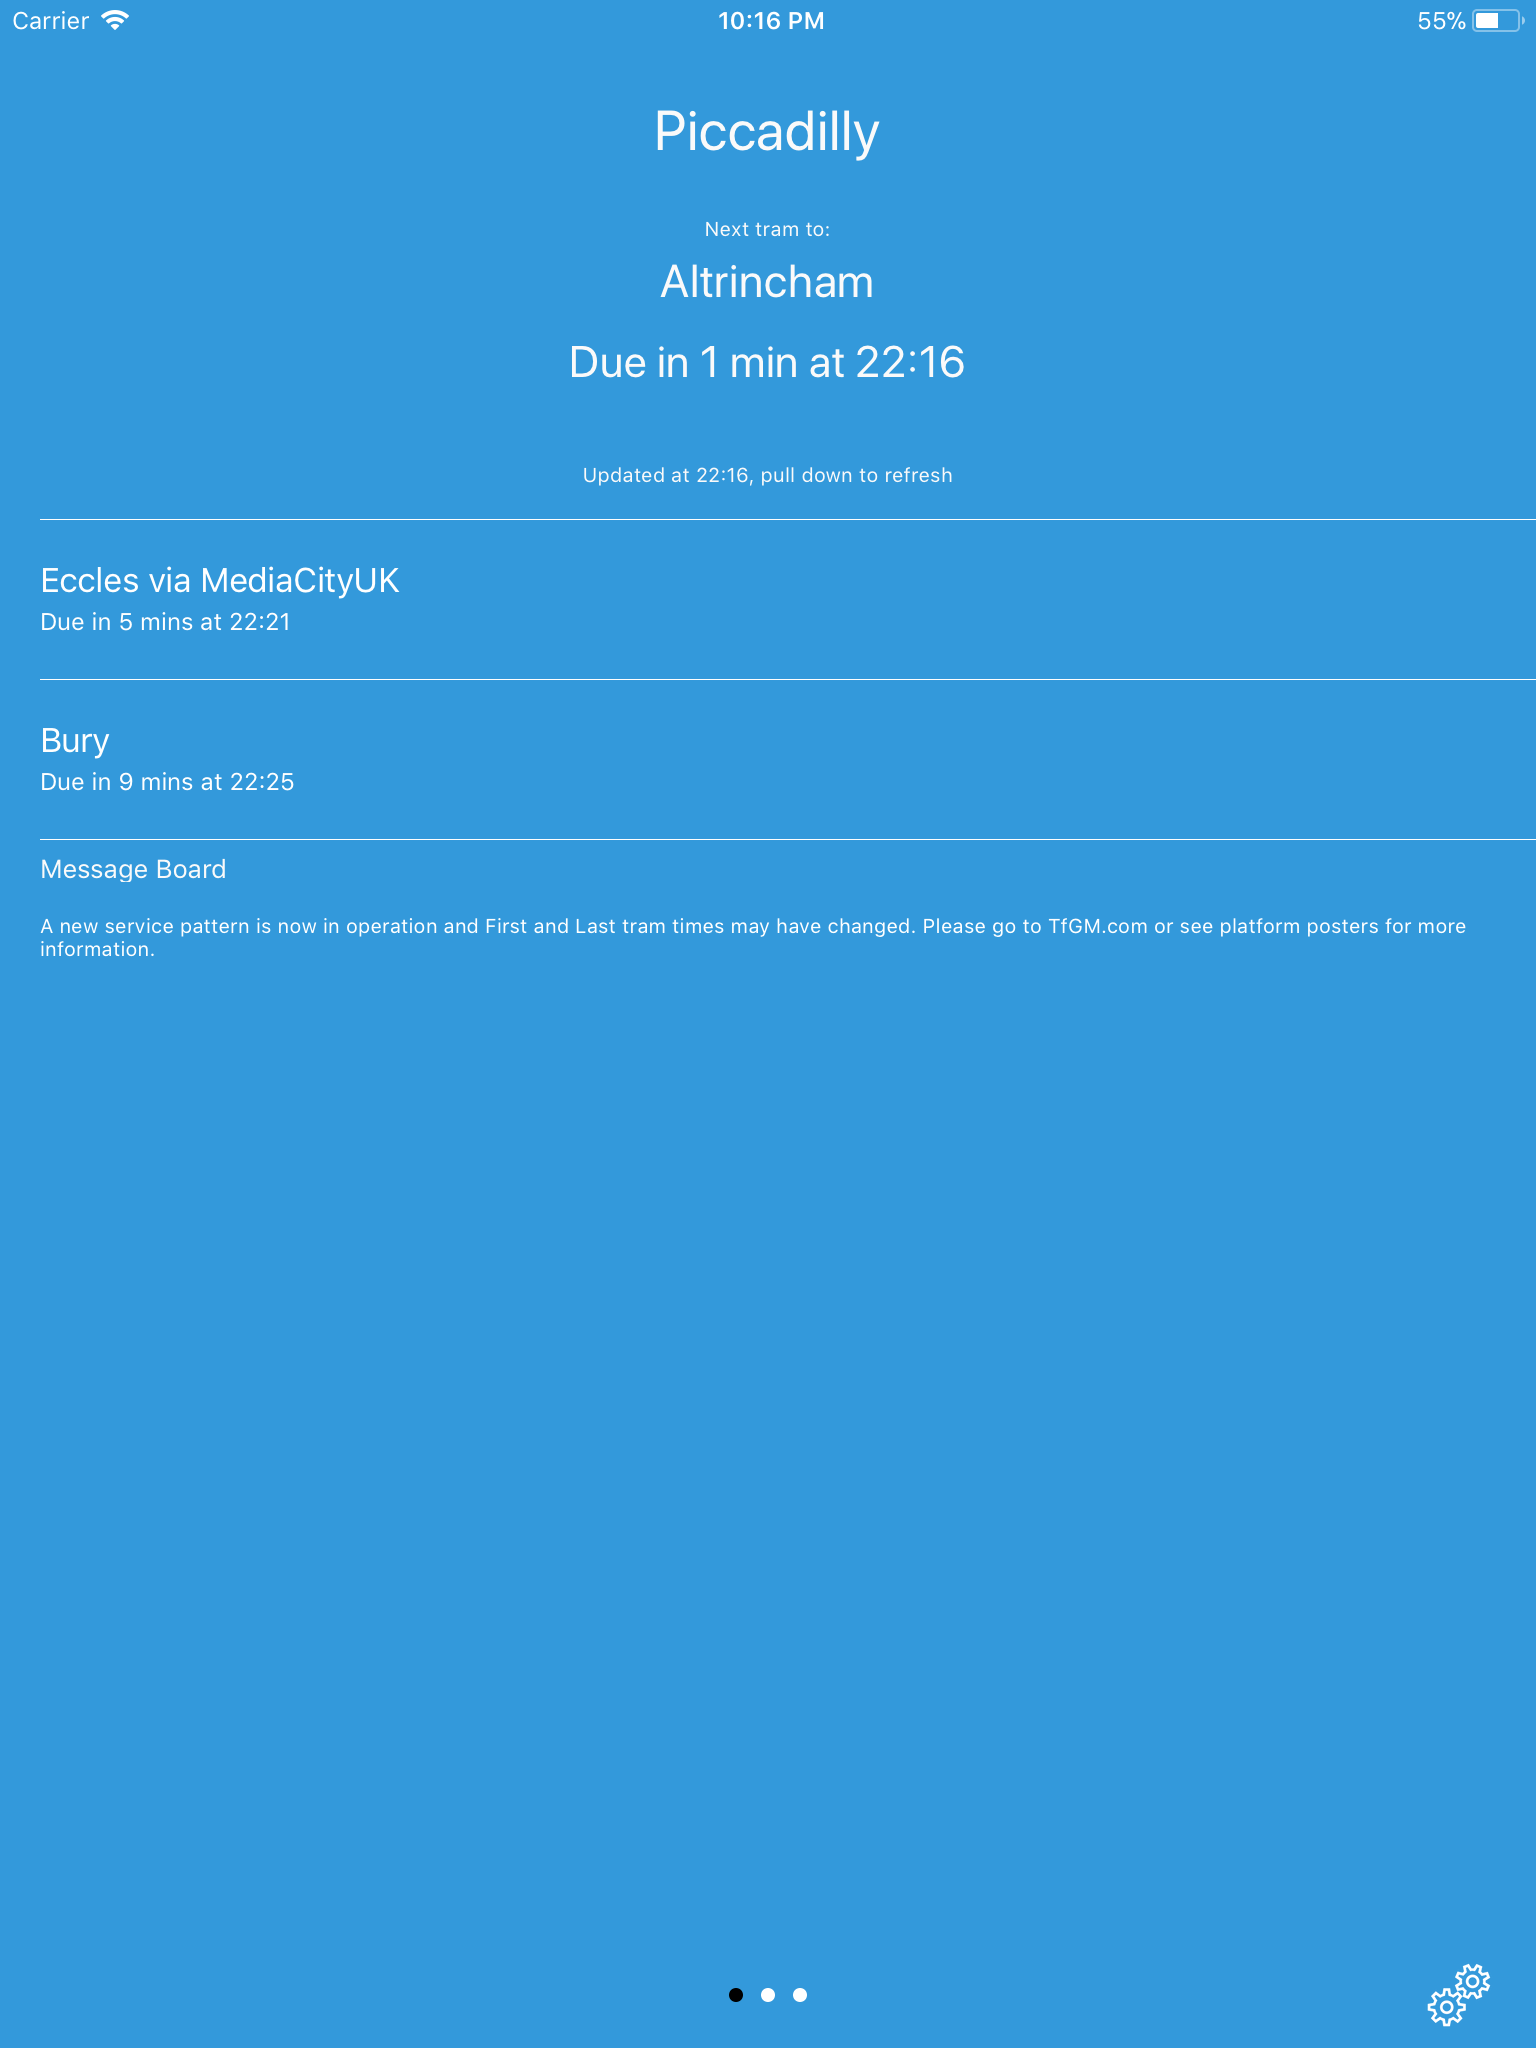 Carrier 10:16 PM 55%
Piccadilly
Next tram to:
Altrincham
Due in 1 min at 22:16
Updated at 22:16, pull down to refresh
Eccles via MediaCityUK
Due in 5 mins at 22:21
Bury
Due in 9 mins at 22:25
Message Board
A new service pattern is now in operation and First and Last tram times may have changed. Please go to TfGM.com or see platform posters for more
information.